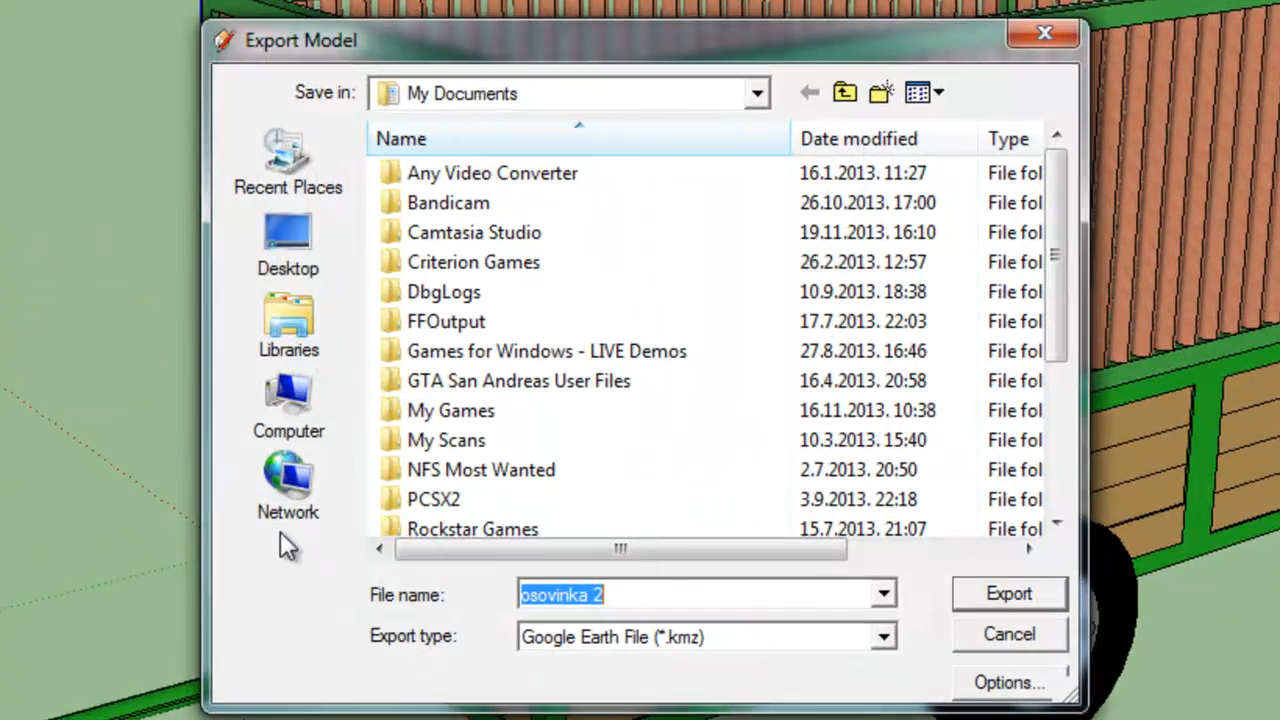 Export Model
Save in: My Documents
Name Date modified Type
Recent Places
Desktop
Libraries
Computer
Network
Any Video Converter 16.1.2013. 11:27 File fol
Bandicam 26.10.2013. 17:00 File fol
Camtasia Studio 19.11.2013. 16:10 File fol
Criterion Games 26.2.2013. 12:57 File fol
DbgLogs 10.9.2013. 18:38 File fol
FFOutput 17.7.2013. 22:03 File fol
Games for Windows - LIVE Demos 27.8.2013. 16:46 File fol
GTA San Andreas User Files 16.4.2013. 20:58 File fol
My Games 16.11.2013. 10:38 File fol
My Scans 10.3.2013. 15:40 File fol
NFS Most Wanted 2.7.2013. 20:50 File fol
PCSX2 3.9.2013. 22:18 File fol
Rockstar Games 15.7.2013. 21:07 File fol
File name: osovinka 2 Export
Export type: Google Earth File (*.kmz) Cancel
Options...